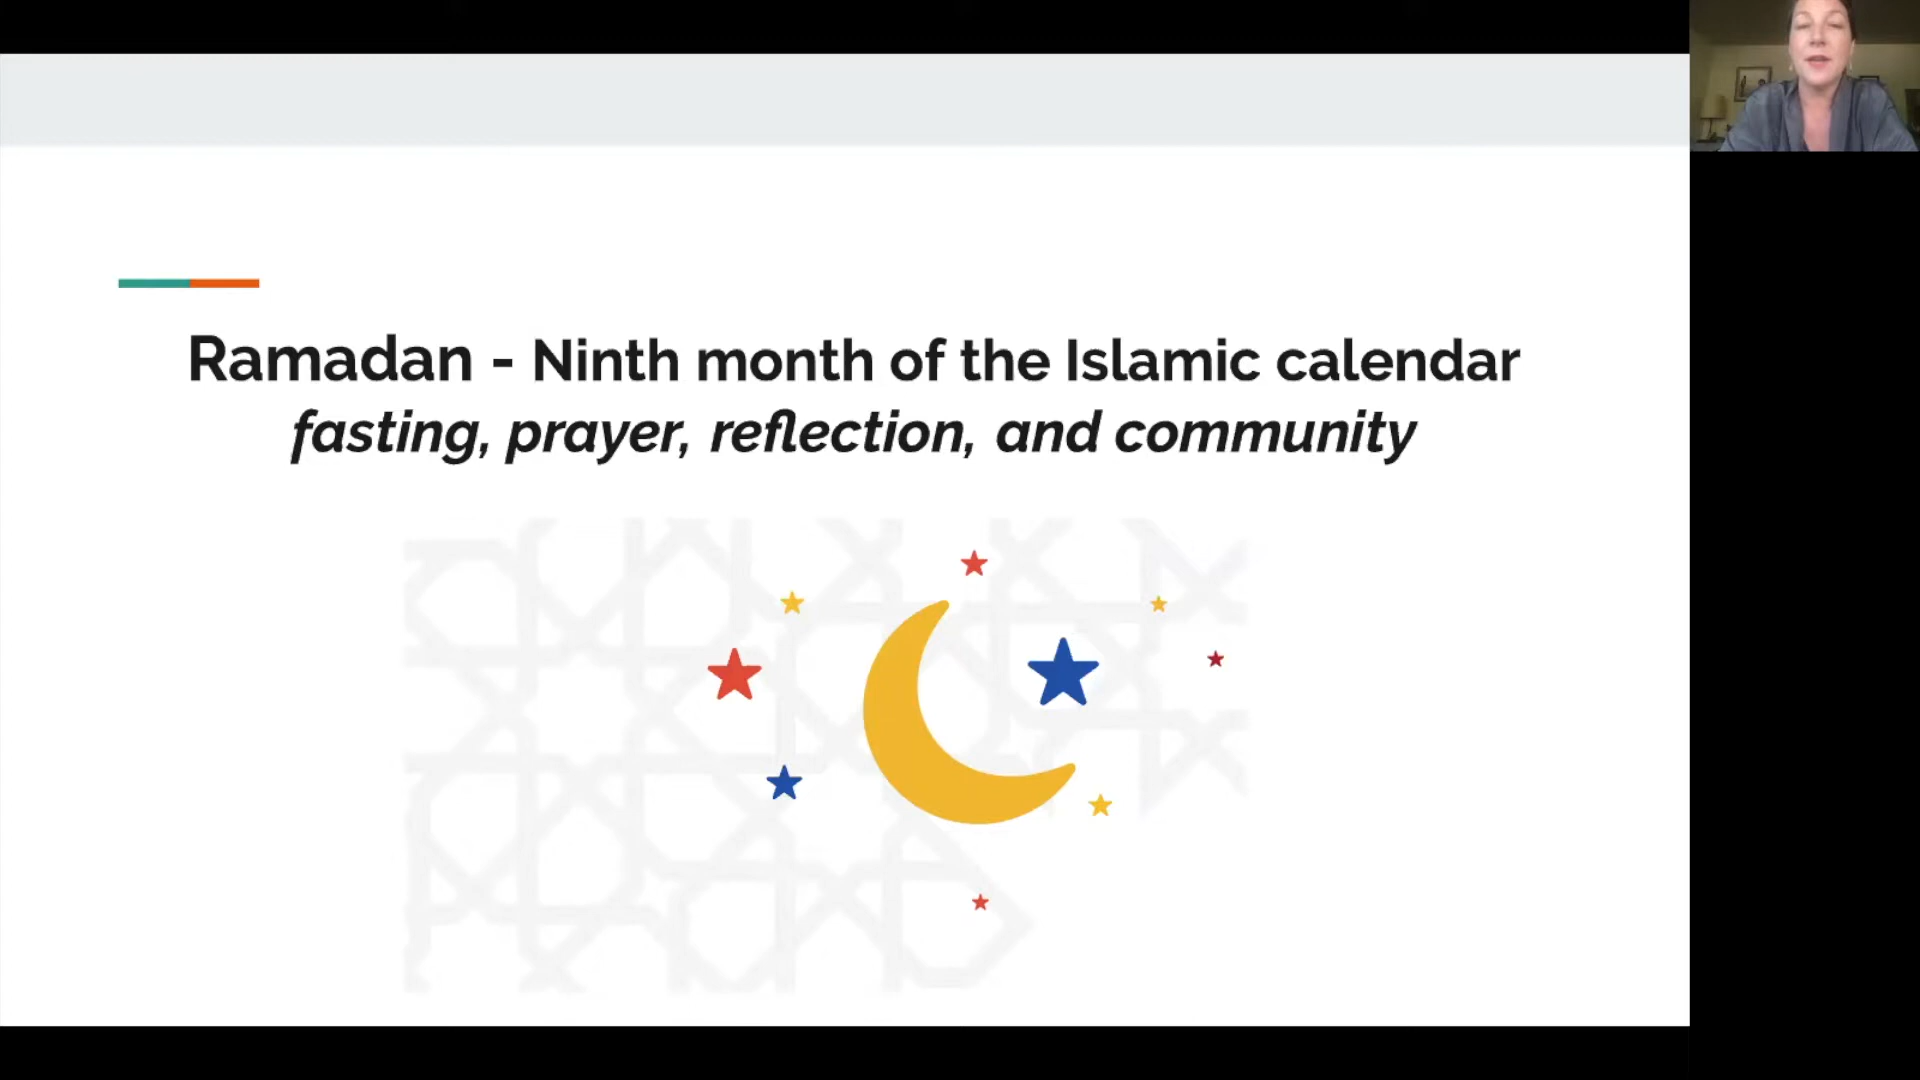 Ramadan - Ninth month of the Islamic calendar
fasting, prayer, reflection, and community